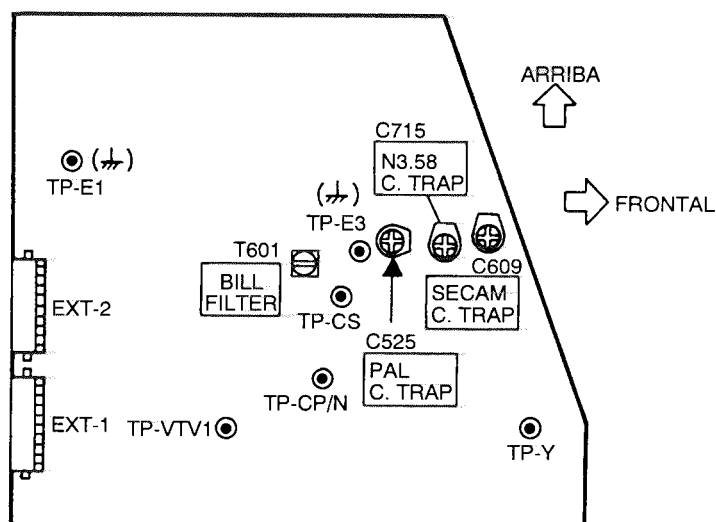 ARRIBA
C715
N3.58
C. TRAP
TP-E1
FRONTAL
TP-E3
T601
BILL
FILTER
C609
SECAM
C. TRAP
EXT-2
TP-CS
C525
PAL
C. TRAP
TP-CP/N
EXT-1
TP-VTV1
TP-Y